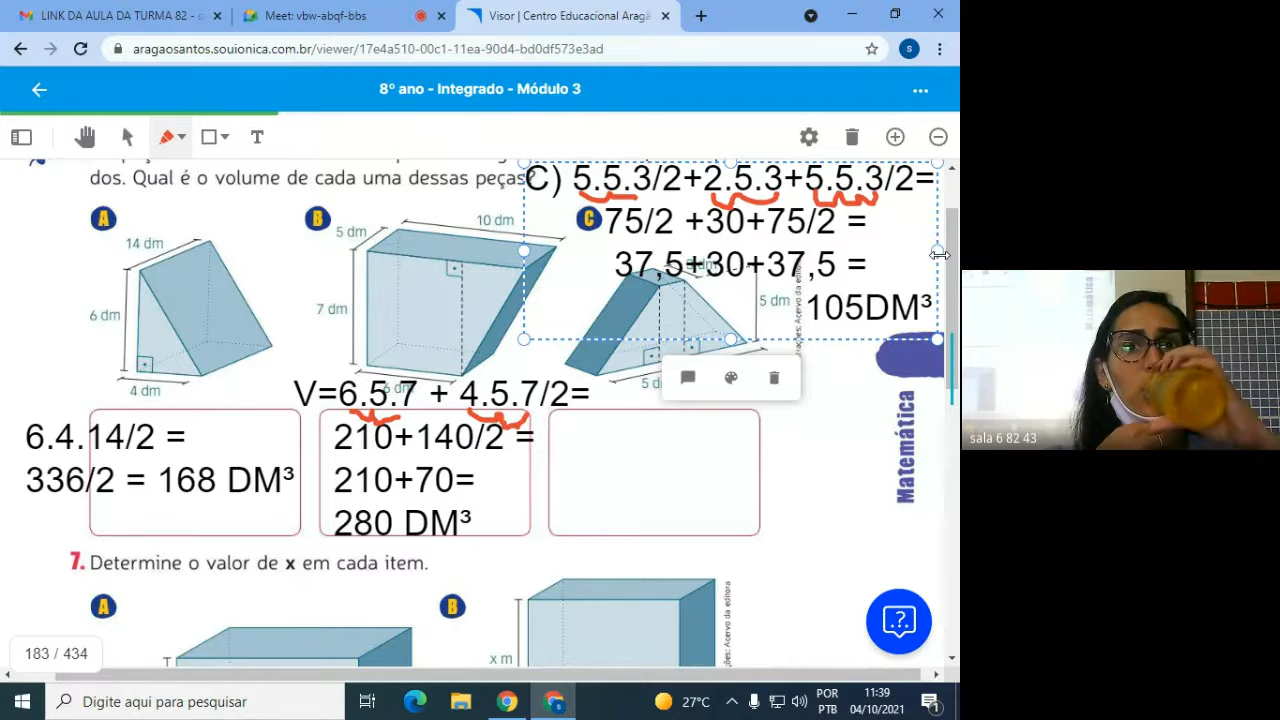 LINK DA AULA DA TURMA 82 - s
Meet: vbw-abqf-bbs
Visor | Centro Educacional Aragã
aragaosantos.souionica.com.br/viewer/17e4a510-00c1-11ea-90d4-bd0df573e3ad
s
8º ano - Integrado - Módulo 3
T
dos. Qual é o volume de cada uma dessas peças?
C) 5.5.3/2+2.5.3+5.5.3/2=
75/2 +30+75/2 =
37,5+30+37,5 =
105DM³
A
14 dm
6 dm
4 dm
B
5 dm
10 dm
7 dm
6 dm
C
5 dm
V=6.5.7 + 4.5.7/2=
6.4.14/2 =
336/2 = 168 DM³
210+140/2 =
210+70=
280 DM³
Matemática
7. Determine o valor de x em cada item.
A
B
x m
183 / 434
sala 6 82 43
Digite aqui para pesquisar
27°C
POR
PTB
11:39
04/10/2021
1